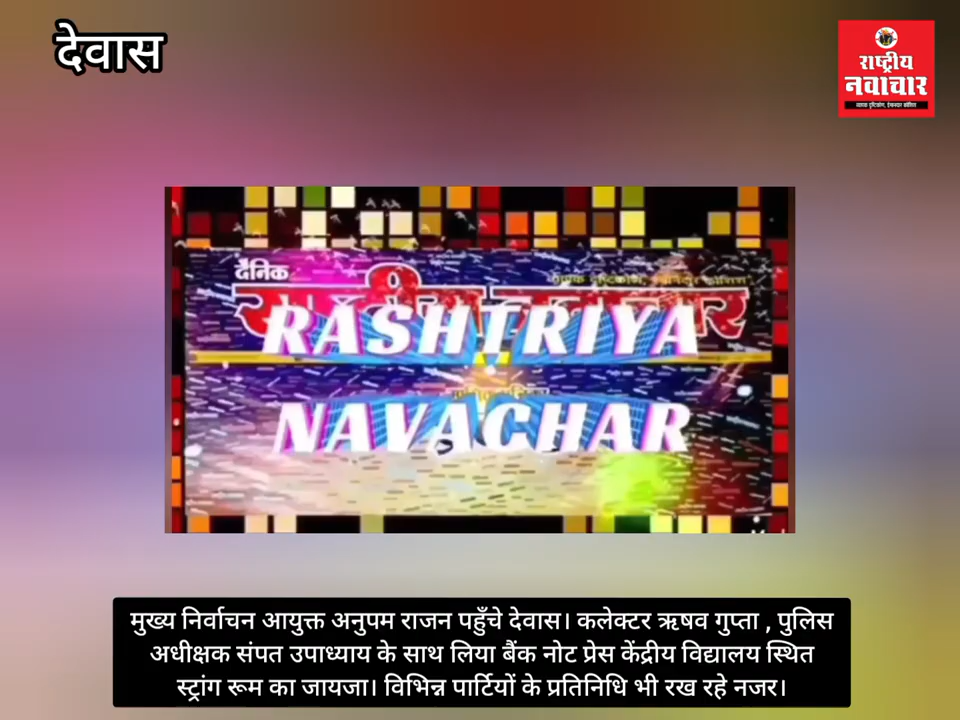 देवास
राष्ट्रीय
नवाचार
दैनिक
RASHTRIYA
NAVACHAR
मुख्य निर्वाचन आयुक्त अनुपम राजन पहुँचे देवास। कलेक्टर ऋषव गुप्ता , पुलिस
अधीक्षक संपत उपाध्याय के साथ लिया बैंक नोट प्रेस केंद्रीय विद्यालय स्थित
स्ट्रांग रूम का जायजा। विभिन्न पार्टियों के प्रतिनिधि भी रख रहे नजर।